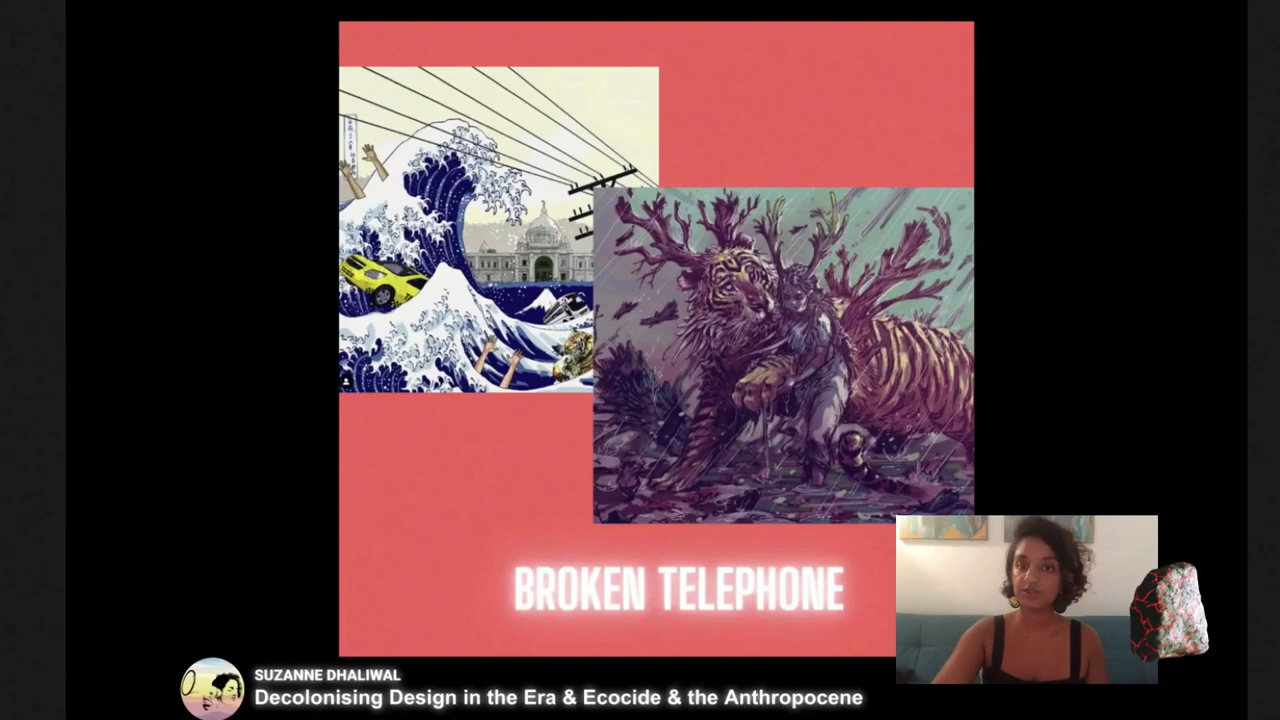 BROKEN TELEPHONE
SUZANNE DHALIWAL
Decolonising Design in the Era & Ecocide & the Anthropocene